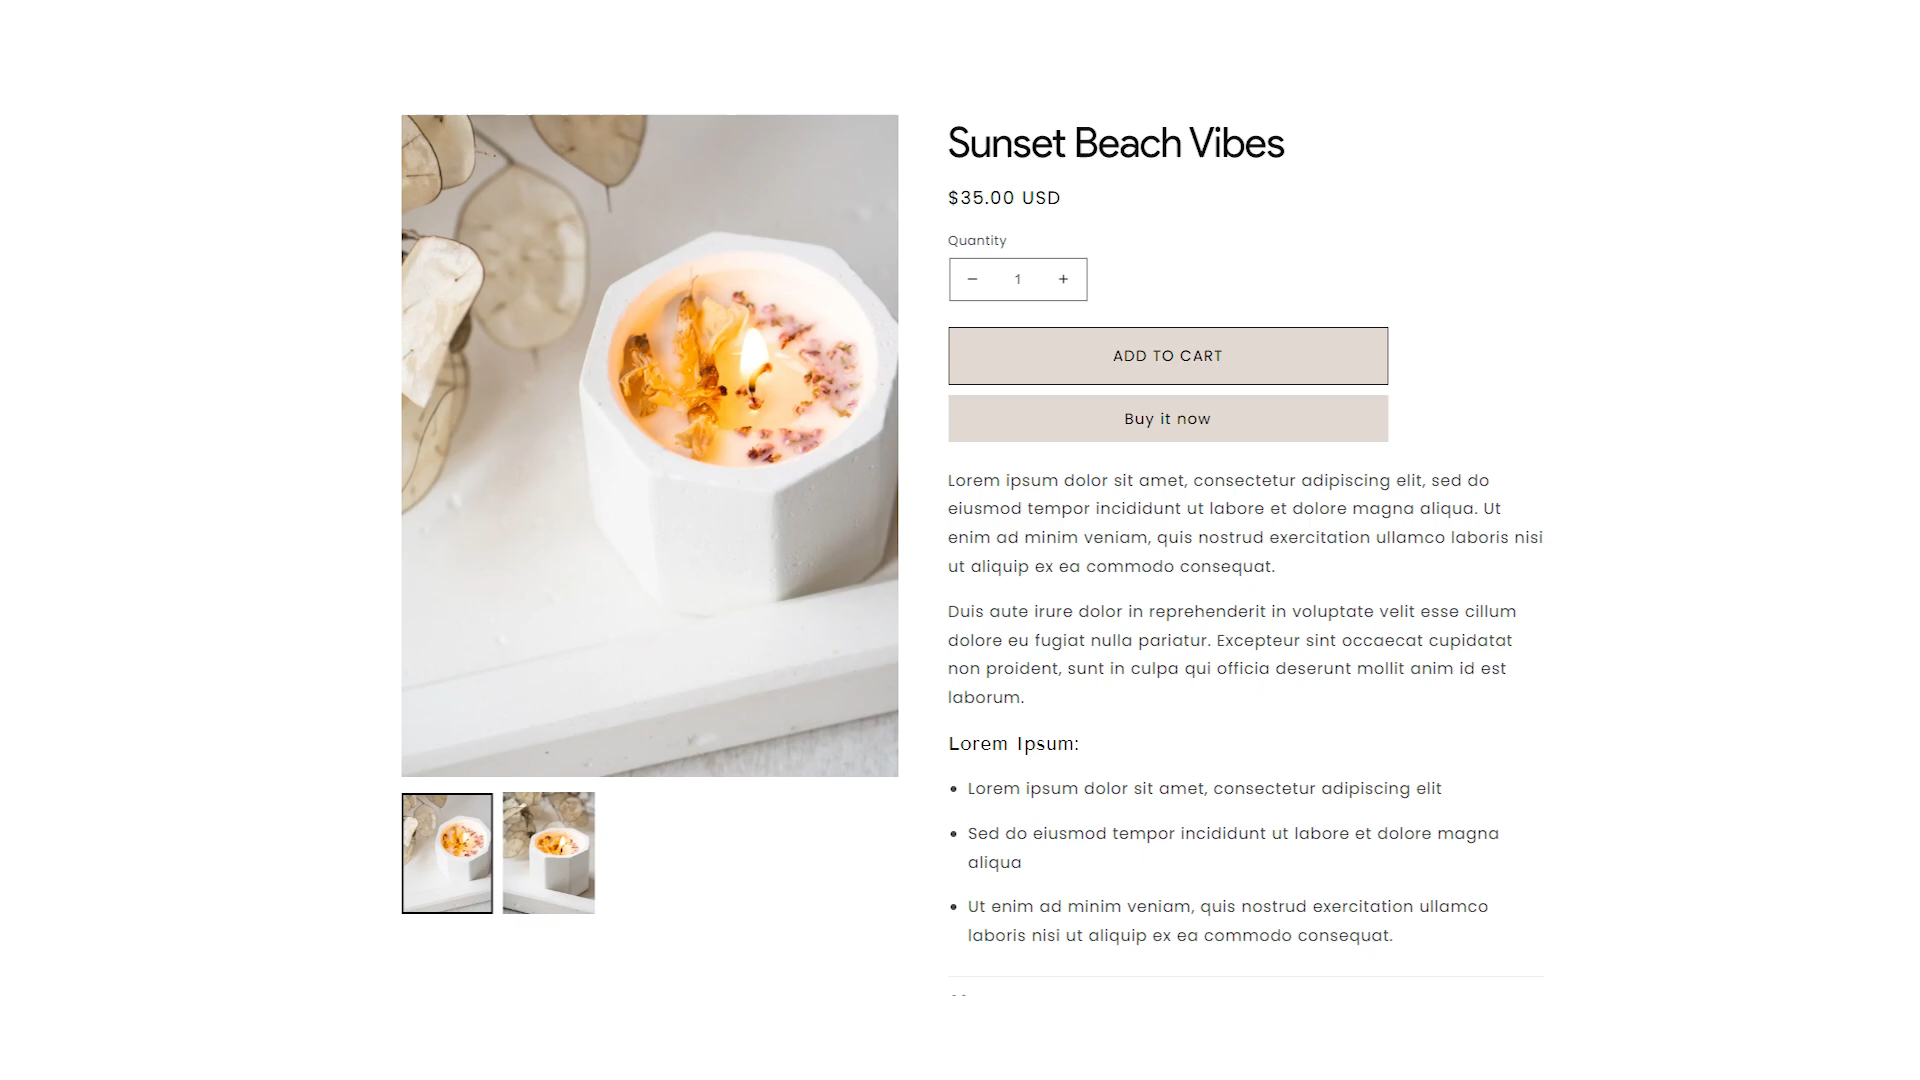 Sunset Beach Vibes
$35.00 USD
Quantity
− 1 +
ADD TO CART
Buy it now
Lorem ipsum dolor sit amet, consectetur adipiscing elit, sed do
eiusmod tempor incididunt ut labore et dolore magna aliqua. Ut
enim ad minim veniam, quis nostrud exercitation ullamco laboris nisi
ut aliquip ex ea commodo consequat.
Duis aute irure dolor in reprehenderit in voluptate velit esse cillum
dolore eu fugiat nulla pariatur. Excepteur sint occaecat cupidatat
non proident, sunt in culpa qui officia deserunt mollit anim id est
laborum.
Lorem Ipsum:
• Lorem ipsum dolor sit amet, consectetur adipiscing elit
• Sed do eiusmod tempor incididunt ut labore et dolore magna
aliqua
• Ut enim ad minim veniam, quis nostrud exercitation ullamco
laboris nisi ut aliquip ex ea commodo consequat.